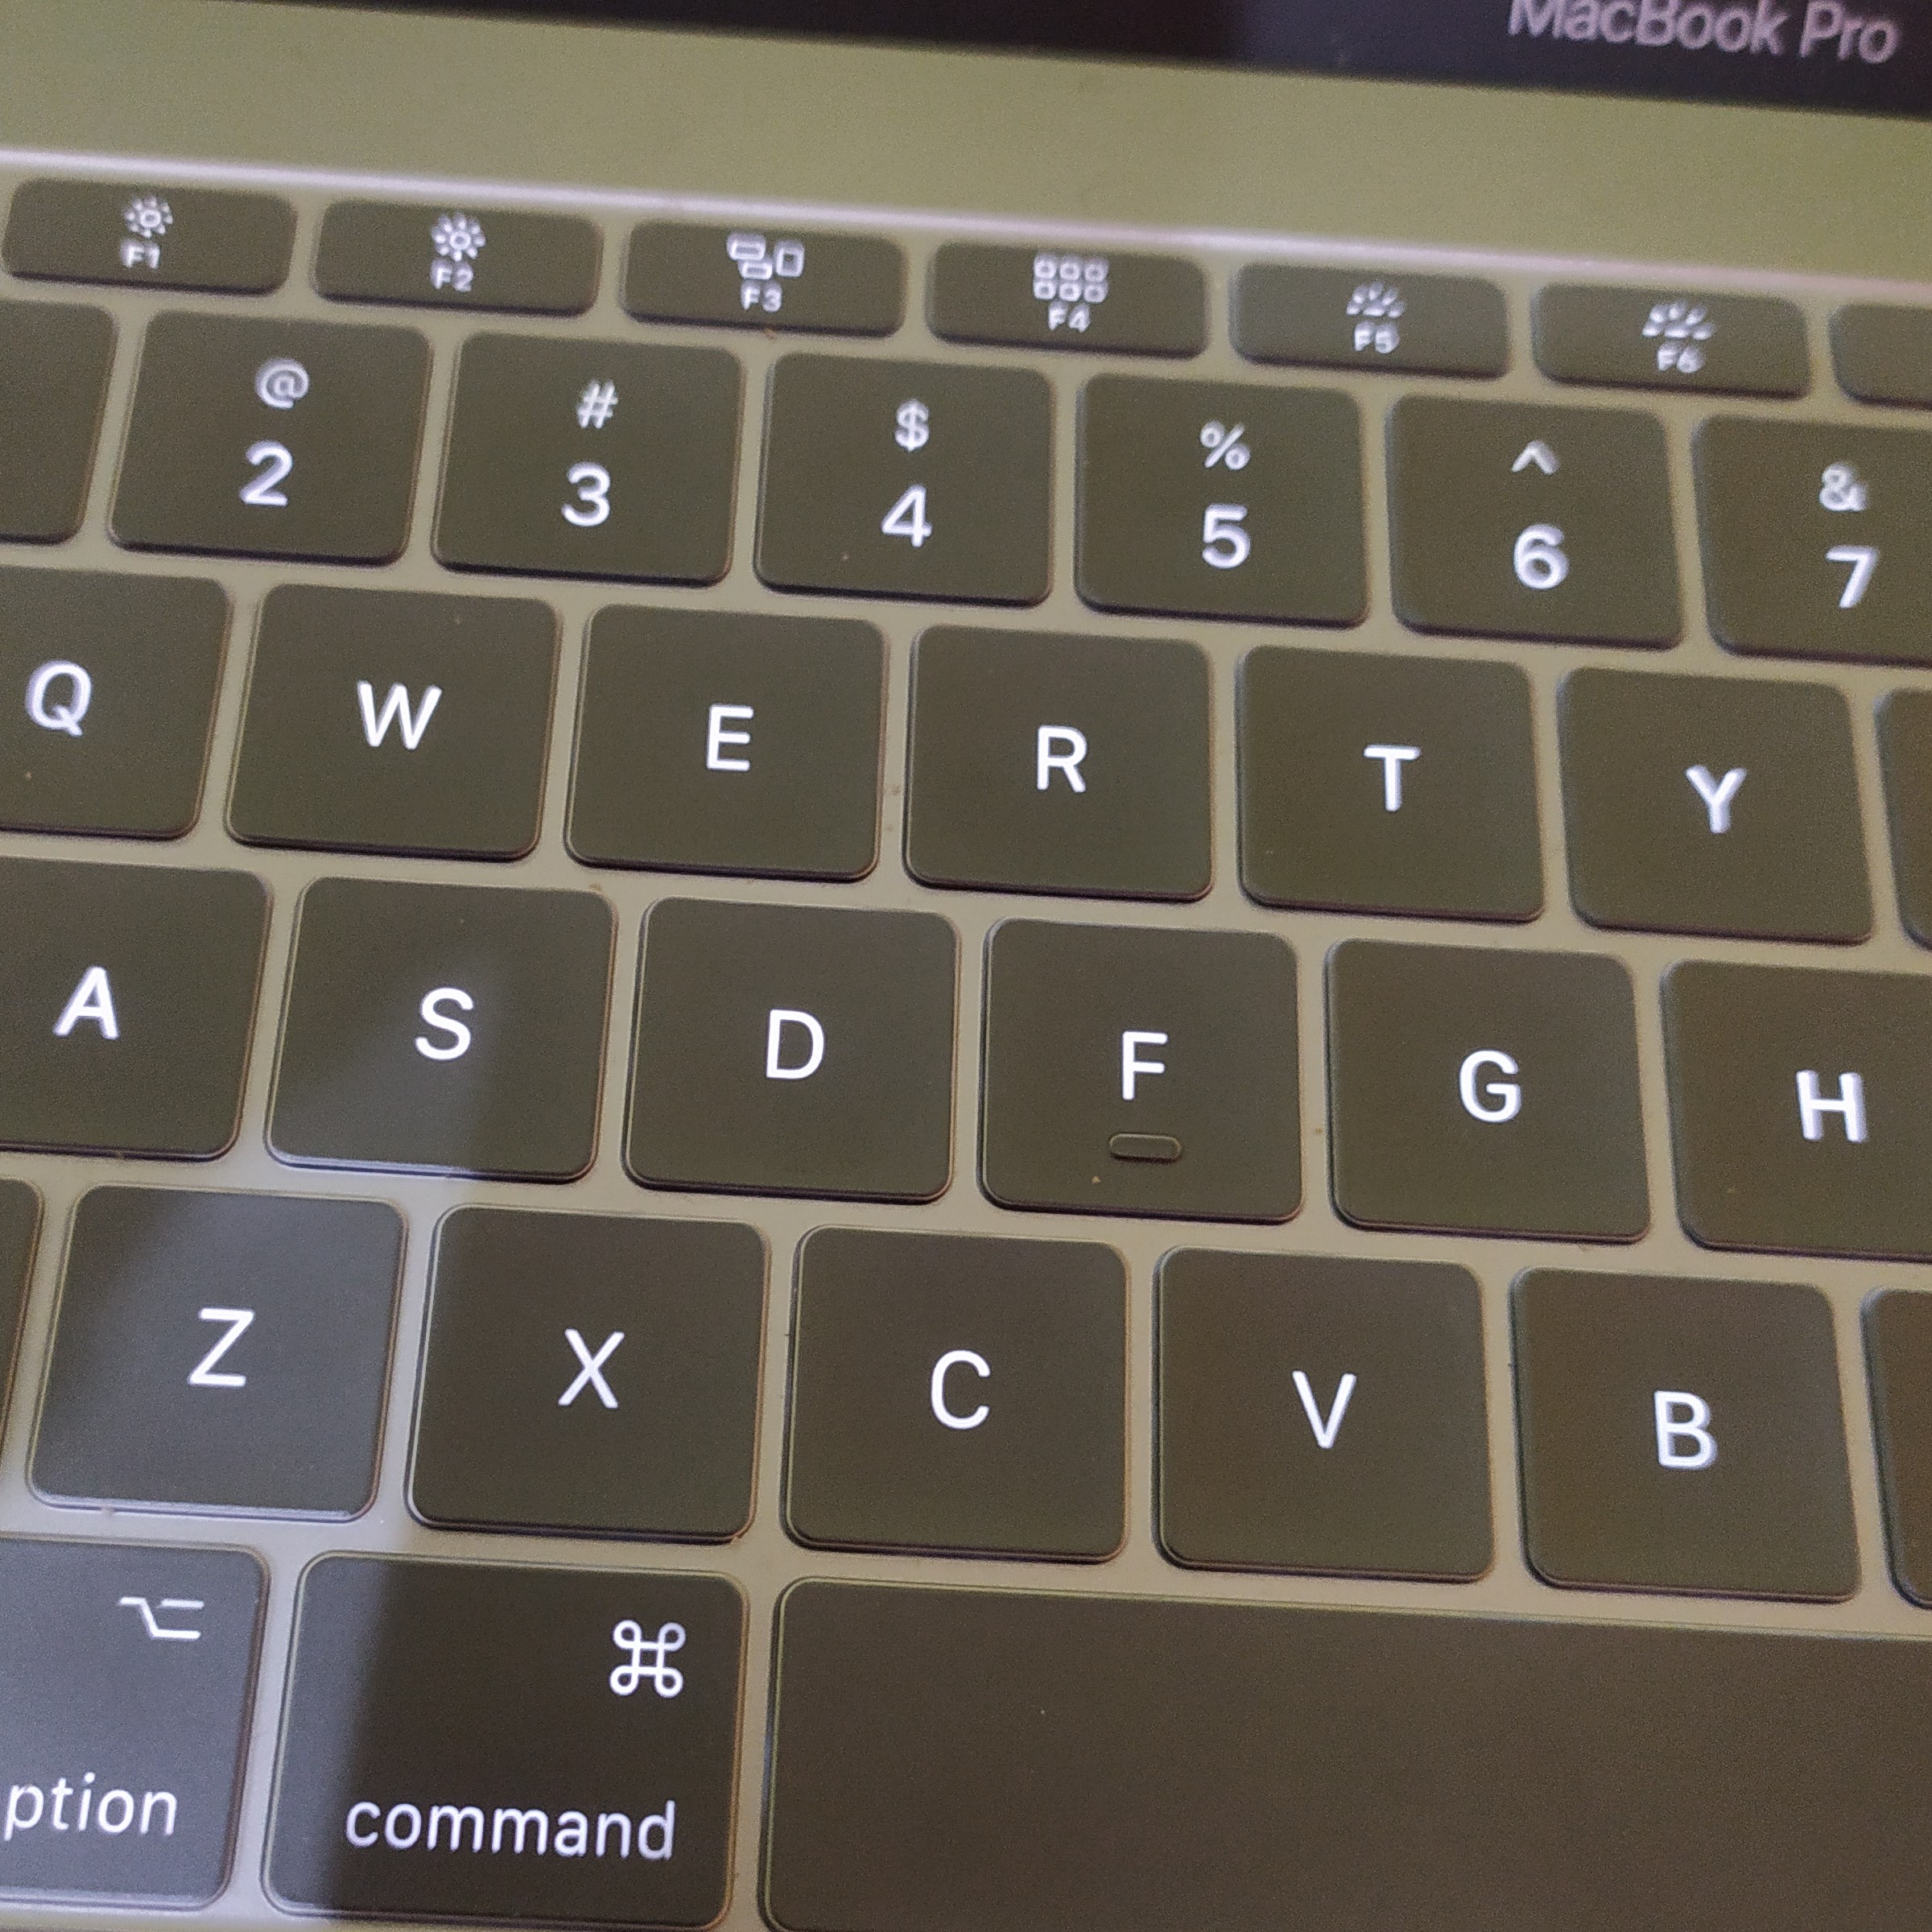 MacBook Pro
F1 F2 F3 F4 F5 F6
@ # $ % ^ &
2 3 4 5 6 7
Q W E R T Y
A S D F G H
Z X C V B
⌥ ⌘
ption command